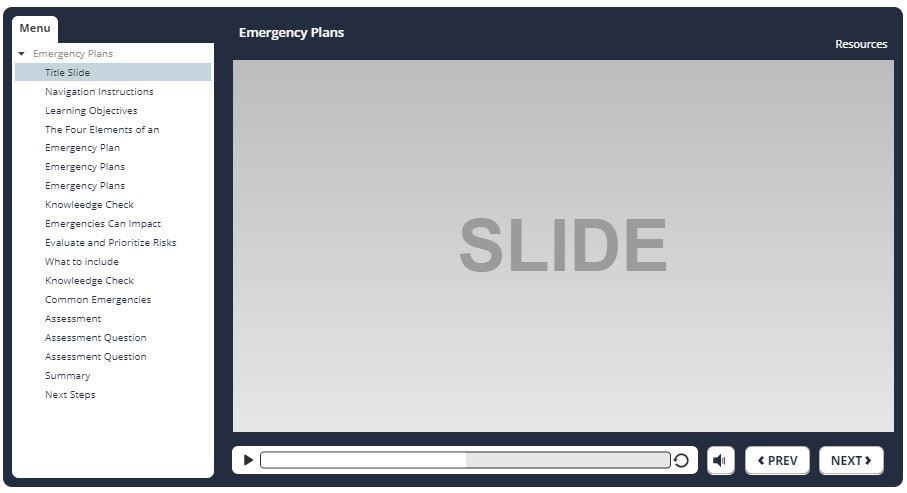 Menu
Emergency Plans
Title Slide
Navigation Instructions
Learning Objectives
The Four Elements of an
Emergency Plan
Emergency Plans
Emergency Plans
Knowleedge Check
Emergencies Can Impact
Evaluate and Prioritize Risks
What to include
Knowleedge Check
Common Emergencies
Assessment
Assessment Question
Assessment Question
Summary
Next Steps
Emergency Plans
Resources
SLIDE
PREV
NEXT